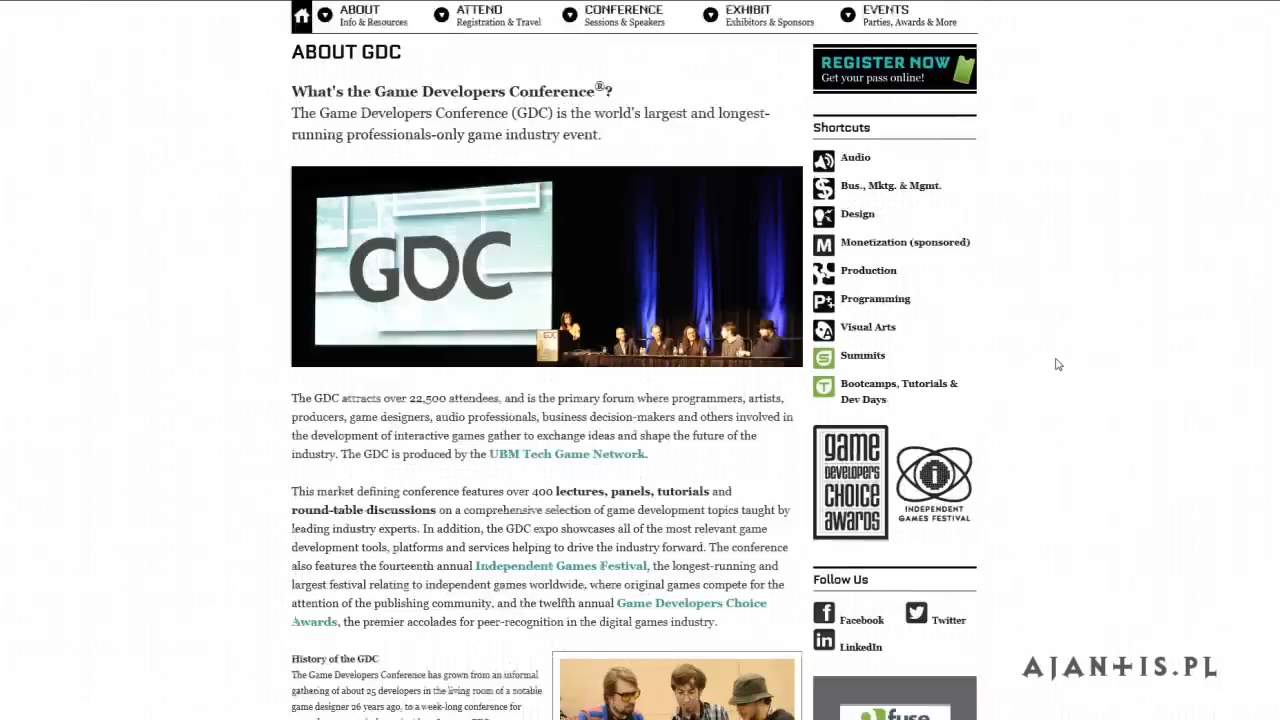 ABOUT
Info & Resources
ATTEND
Registration & Travel
CONFERENCE
Sessions & Speakers
EXHIBIT
Exhibitors & Sponsors
EVENTS
Parties, Awards & More
ABOUT GDC
What's the Game Developers Conference®?
The Game Developers Conference (GDC) is the world's largest and longest-
running professionals-only game industry event.
GDC
GDC
The GDC attracts over 22,500 attendees, and is the primary forum where programmers, artists,
producers, game designers, audio professionals, business decision-makers and others involved in
the development of interactive games gather to exchange ideas and shape the future of the
industry. The GDC is produced by the UBM Tech Game Network.
This market defining conference features over 400 lectures, panels, tutorials and
round-table discussions on a comprehensive selection of game development topics taught by
leading industry experts. In addition, the GDC expo showcases all of the most relevant game
development tools, platforms and services helping to drive the industry forward. The conference
also features the fourteenth annual Independent Games Festival, the longest-running and
largest festival relating to independent games worldwide, where original games compete for the
attention of the publishing community, and the twelfth annual Game Developers Choice
Awards, the premier accolades for peer-recognition in the digital games industry.
History of the GDC
The Game Developers Conference has grown from an informal
gathering of about 25 developers in the living room of a notable
game designer 26 years ago, to a week-long conference for
REGISTER NOW
Get your pass online!
Shortcuts
Audio
$ Bus., Mktg. & Mgmt.
Design
M Monetization (sponsored)
Production
P+ Programming
A Visual Arts
S Summits
T Bootcamps, Tutorials &
Dev Days
game
DEVELOPERS
CHOICE
AWARDS
i
INDEPENDENT
GAMES FESTIVAL
Follow Us
f Facebook
Twitter
in LinkedIn
fuse
AJANTIS.PL